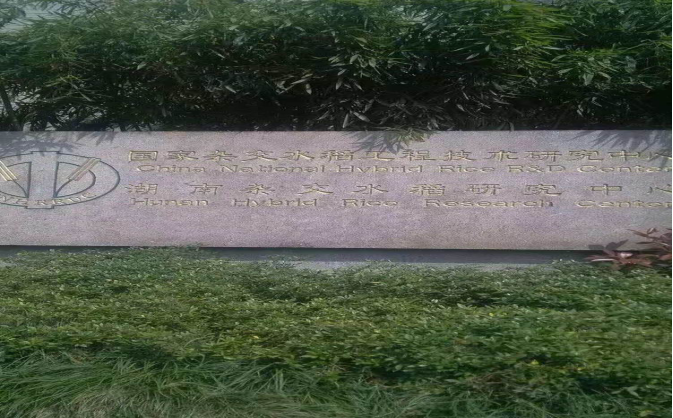 国家杂交水稻工程技术研究中心
China National Hybrid Rice R&D Center
湖南杂交水稻研究中心
Hunan Hybrid Rice Research Center